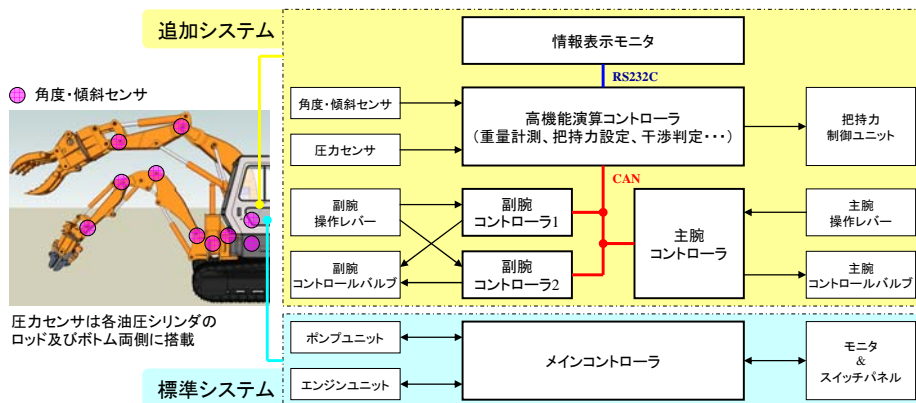 追加システム
情報表示モニタ
RS232C
角度・傾斜センサ
角度・傾斜センサ
高機能演算コントローラ
(重量計測、把持力設定、干渉判定・・・)
把持力
制御ユニット
圧力センサ
CAN
副腕
操作レバー
副腕
コントローラ1
主腕
コントローラ
主腕
操作レバー
副腕
コントロールバルブ
副腕
コントローラ2
主腕
コントロールバルブ
圧力センサは各油圧シリンダの
ロッド及びボトム両側に搭載
標準システム
ポンプユニット
メインコントローラ
モニタ
&
スイッチパネル
エンジンユニット